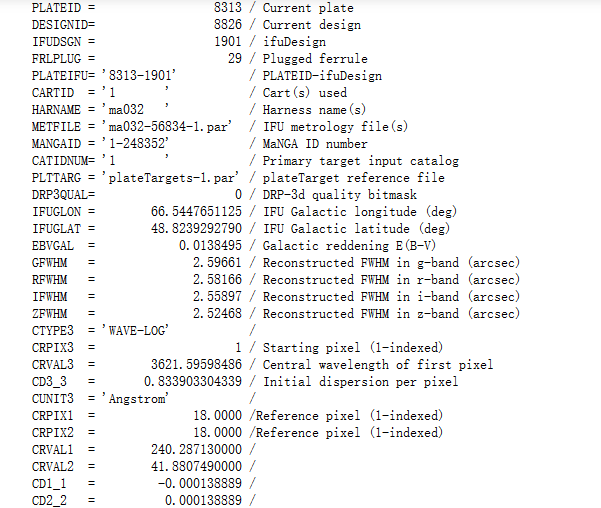 PLATEID =                 8313 / Current plate
DESIGNID=                 8826 / Current design
IFUDSGN =                 1901 / ifuDesign
FRLPLUG =                   29 / Plugged ferrule
PLATEIFU= '8313-1901'          / PLATEID-ifuDesign
CARTID  = '1       '           / Cart(s) used
HARNAME = 'ma032   '           / Harness name(s)
METFILE = 'ma032-56834-1.par'  / IFU metrology file(s)
MANGAID = '1-248352'           / MaNGA ID number
CATIDNUM= '1       '           / Primary target input catalog
PLTTARG = 'plateTargets-1.par' / plateTarget reference file
DRP3QUAL=                    0 / DRP-3d quality bitmask
IFUGLON =        66.5447651125 / IFU Galactic longitude (deg)
IFUGLAT =        48.8239292790 / IFU Galactic latitude (deg)
EBVGAL  =            0.0138495 / Galactic reddening E(B-V)
GFWHM   =              2.59661 / Reconstructed FWHM in g-band (arcsec)
RFWHM   =              2.58166 / Reconstructed FWHM in r-band (arcsec)
IFWHM   =              2.55897 / Reconstructed FWHM in i-band (arcsec)
ZFWHM   =              2.52468 / Reconstructed FWHM in z-band (arcsec)
CTYPE3  = 'WAVE-LOG'           /
CRPIX3  =                    1 / Starting pixel (1-indexed)
CRVAL3  =        3621.59598486 / Central wavelength of first pixel
CD3_3   =       0.833903304339 / Initial dispersion per pixel
CUNIT3  = 'Angstrom'           /
CRPIX1  =              18.0000 /Reference pixel (1-indexed)
CRPIX2  =              18.0000 /Reference pixel (1-indexed)
CRVAL1  =        240.287130000 /
CRVAL2  =        41.8807490000 /
CD1_1   =         -0.000138889 /
CD2_2   =          0.000138889 /